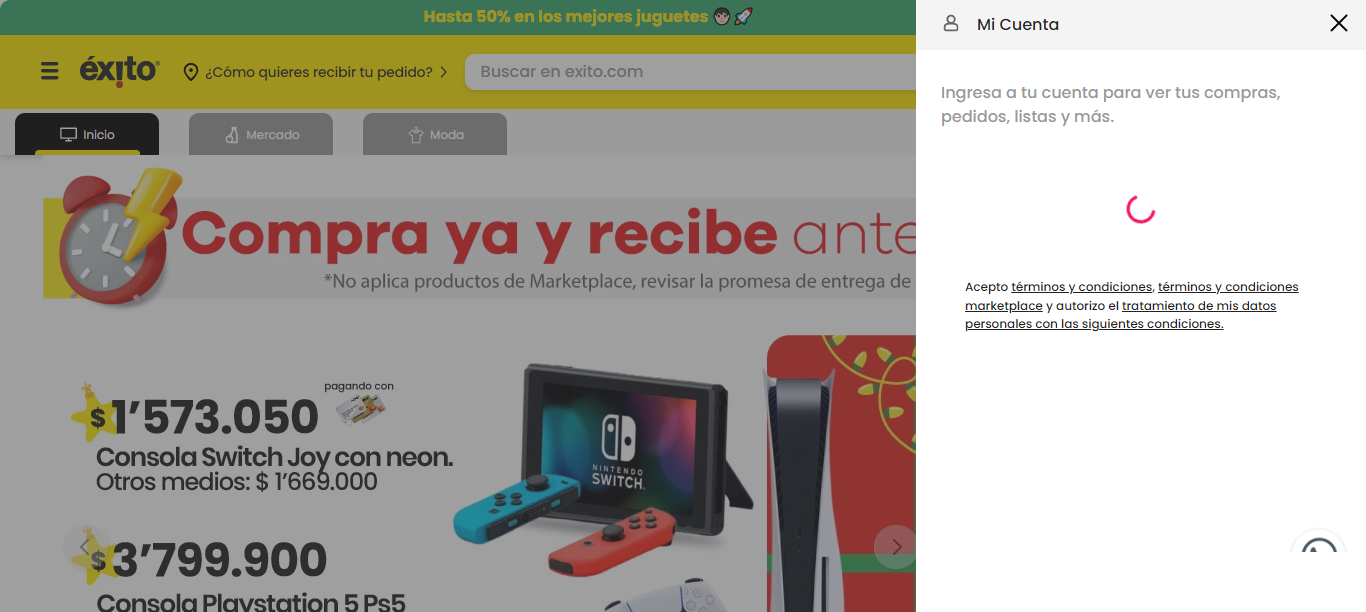 Hasta 50% en los mejores juguetes
éxito
¿Cómo quieres recibir tu pedido?
Buscar en exito.com
Inicio
Mercado
Moda
Compra ya y recibe ante
*No aplica productos de Marketplace, revisar la promesa de entrega de
pagando con
$1'573.050
Consola Switch Joy con neon.
Otros medios: $ 1'669.000
NINTENDO
SWITCH
$3'799.900
Consola Playstation 5 Ps5
Mi Cuenta
Ingresa a tu cuenta para ver tus compras,
pedidos, listas y más.
Acepto términos y condiciones, términos y condiciones
marketplace y autorizo el tratamiento de mis datos
personales con las siguientes condiciones.